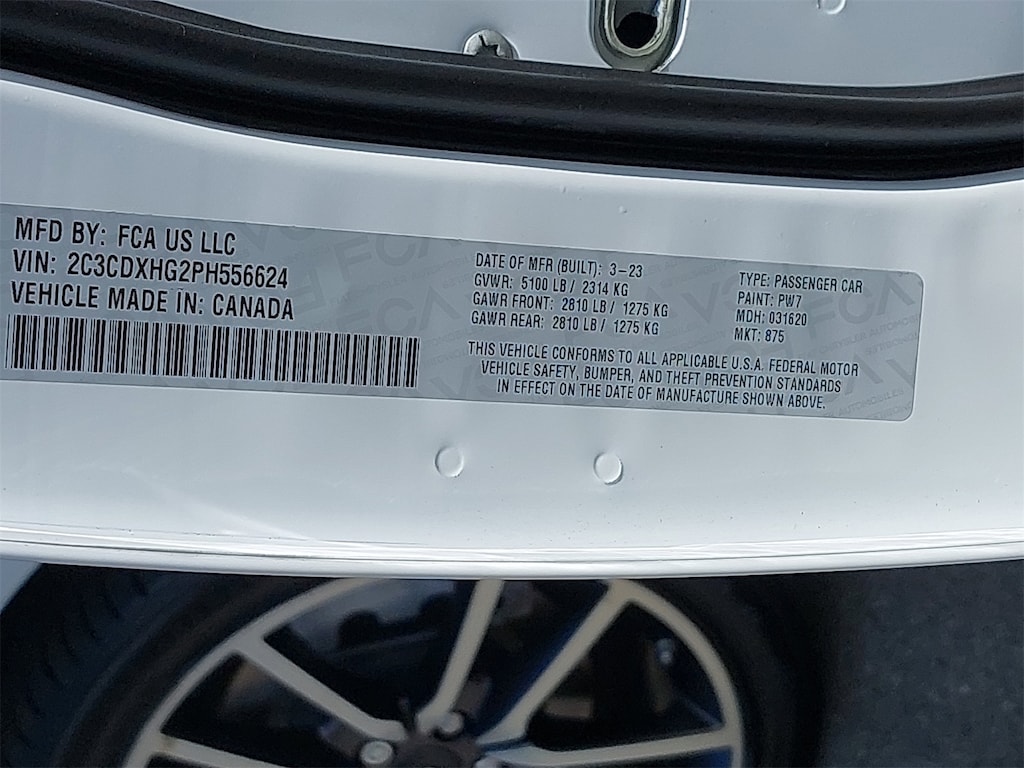 MFD BY: FCA US LLC
VIN: 2C3CDXHG2PH556624
VEHICLE MADE IN: CANADA
DATE OF MFR (BUILT): 3-23
GVWR: 5100 LB / 2314 KG
GAWR FRONT: 2810 LB / 1275 KG
GAWR REAR: 2810 LB / 1275 KG
TYPE: PASSENGER CAR
PAINT: PW7
MDH: 031620
MKT: 875
THIS VEHICLE CONFORMS TO ALL APPLICABLE U.S.A. FEDERAL MOTOR
VEHICLE SAFETY, BUMPER, AND THEFT PREVENTION STANDARDS
IN EFFECT ON THE DATE OF MANUFACTURE SHOWN ABOVE.